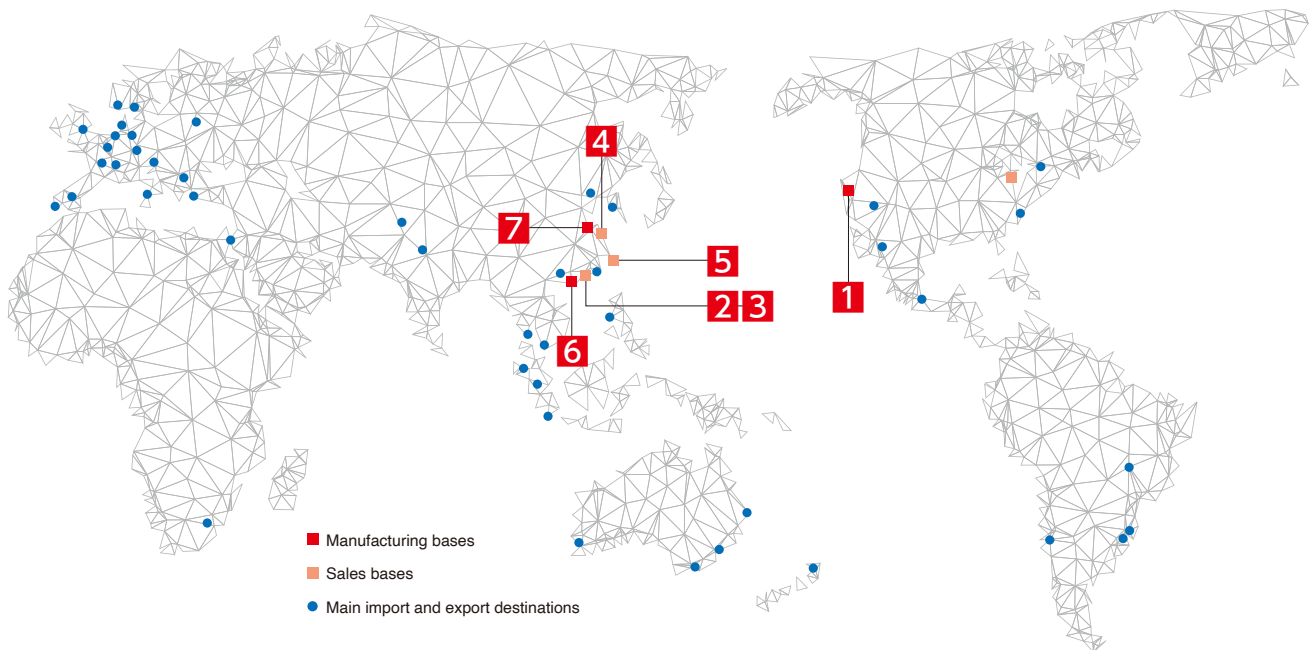 4
7
5
2 3
1
6
Manufacturing bases
Sales bases
Main import and export destinations